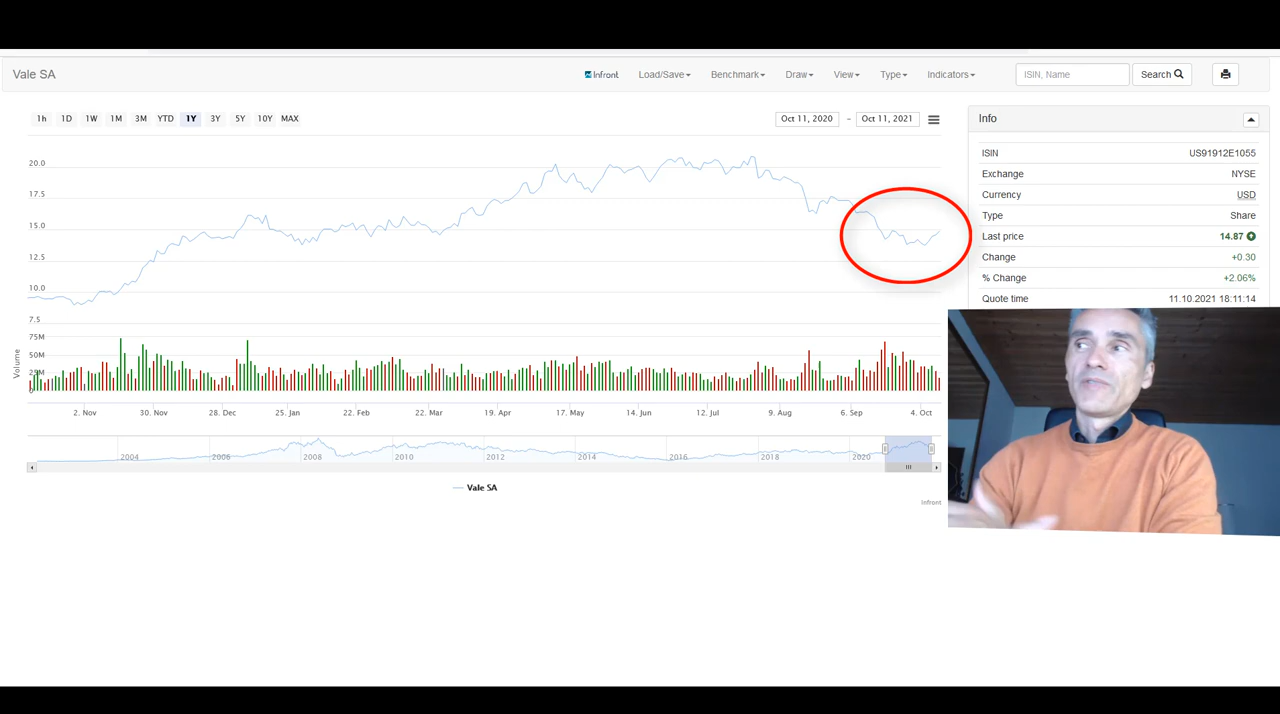 Vale SA
Infront Load/Save Benchmark Draw View Type Indicators ISIN, Name Search
1h 1D 1W 1M 3M YTD 1Y 3Y 5Y 10Y MAX Oct 11, 2020 – Oct 11, 2021
20.0
17.5
15.0
12.5
10.0
7.5
Volume
75M
50M
25M
0
2. Nov 30. Nov 28. Dec 25. Jan 22. Feb 22. Mar 19. Apr 17. May 14. Jun 12. Jul 9. Aug 6. Sep 4. Oct
2004 2006 2008 2010 2012 2014 2016 2018 2020
Vale SA
Infront
Info
ISIN US91912E1055
Exchange NYSE
Currency USD
Type Share
Last price 14.87
Change +0.30
% Change +2.06%
Quote time 11.10.2021 18:11:14